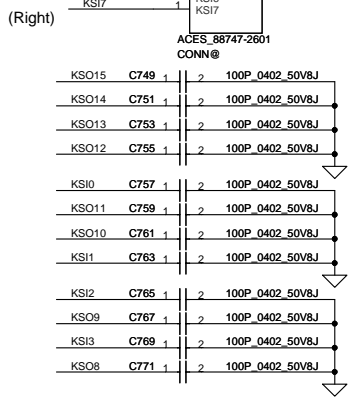 KSI7 1 KSI7
(Right)
ACES_88747-2601
CONN@
KSO15 C749 1 2 100P_0402_50V8J
KSO14 C751 1 2 100P_0402_50V8J
KSO13 C753 1 2 100P_0402_50V8J
KSO12 C755 1 2 100P_0402_50V8J
KSI0 C757 1 2 100P_0402_50V8J
KSO11 C759 1 2 100P_0402_50V8J
KSO10 C761 1 2 100P_0402_50V8J
KSI1 C763 1 2 100P_0402_50V8J
KSI2 C765 1 2 100P_0402_50V8J
KSO9 C767 1 2 100P_0402_50V8J
KSI3 C769 1 2 100P_0402_50V8J
KSO8 C771 1 2 100P_0402_50V8J